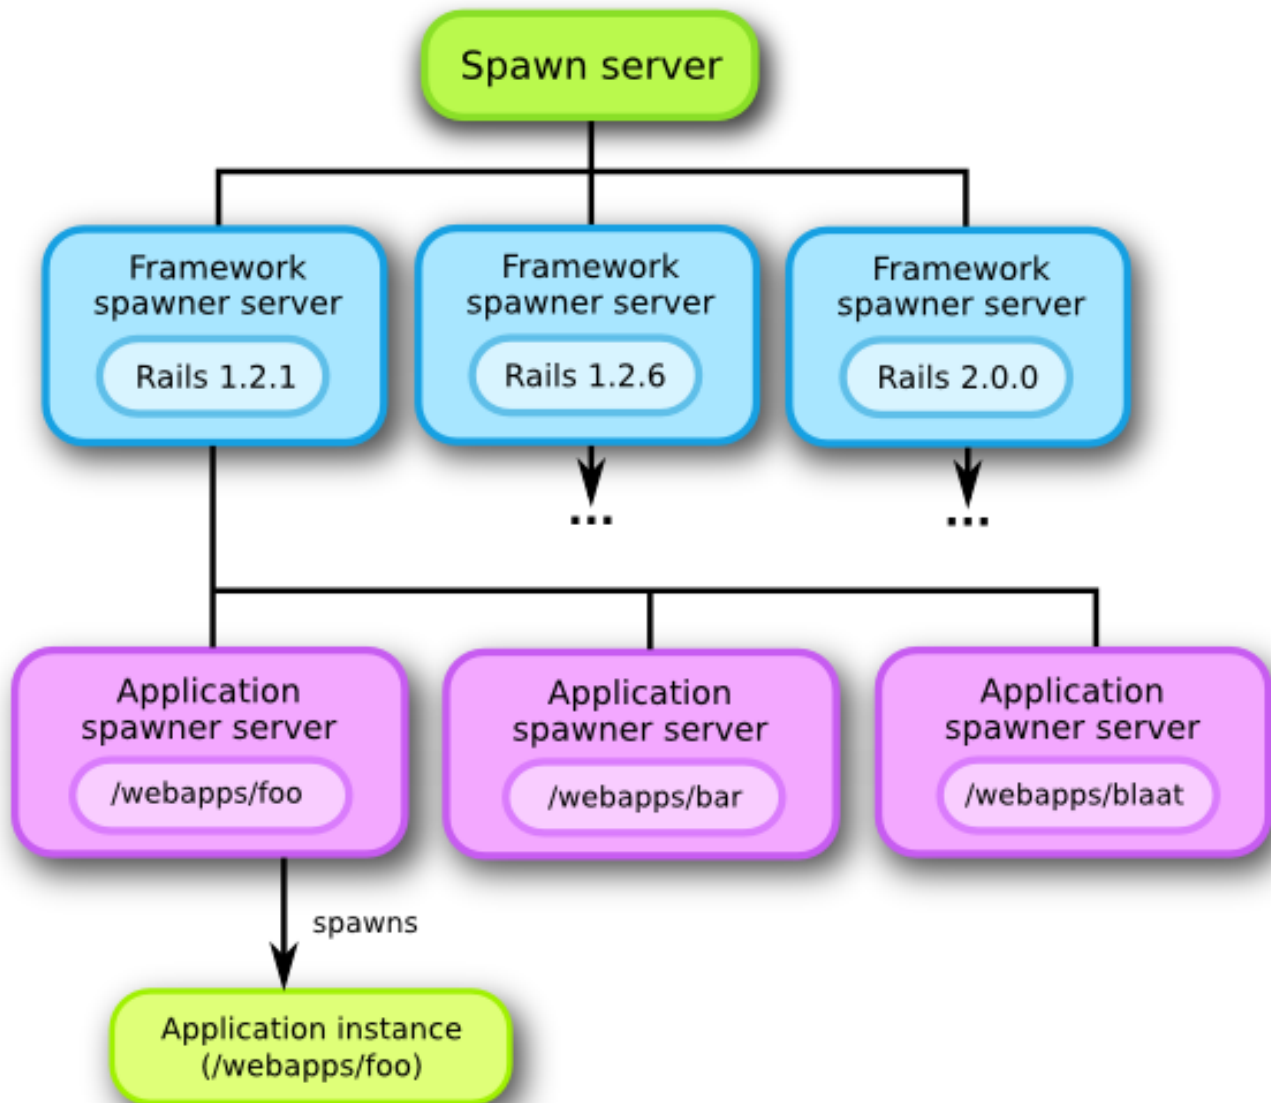 Spawn server
Framework
spawner server
Rails 1.2.1
Framework
spawner server
Rails 1.2.6
Framework
spawner server
Rails 2.0.0
...
...
Application
spawner server
/webapps/foo
Application
spawner server
/webapps/bar
Application
spawner server
/webapps/blaat
spawns
Application instance
(/webapps/foo)